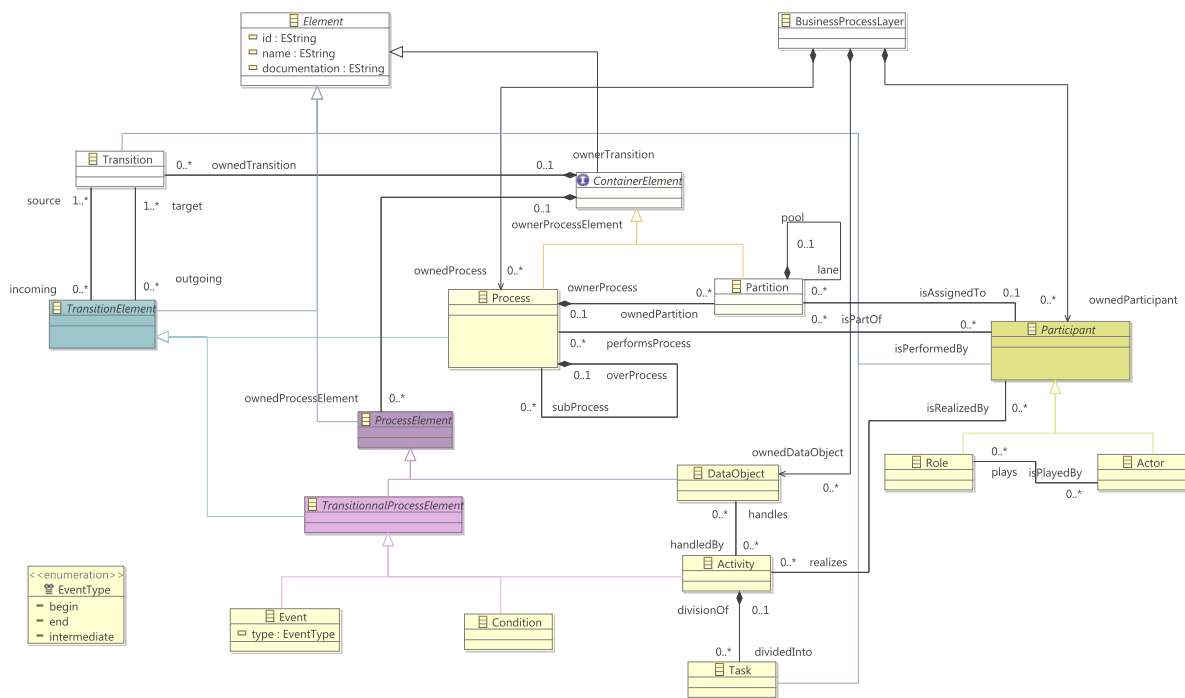 Element
id : EString
name : EString
documentation : EString
BusinessProcessLayer
Transition
0..*
ownedTransition
0..1
ownerTransition
ContainerElement
source
1..*
1..*
target
0..1
ownerProcessElement
pool
0..1
lane
incoming
0..*
0..*
outgoing
ownedProcess
0..*
TransitionElement
Process
ownerProcess
0..*
0..1
ownedPartition
Partition
0..*
isAssignedTo
0..1
0..*
ownedParticipant
0..*
isPartOf
0..*
Participant
0..*
performsProcess
isPerformedBy
0..1
overProcess
0..*
subProcess
ownedProcessElement
0..*
ProcessElement
isRealizedBy
0..*
ownedDataObject
0..*
DataObject
Role
0..*
plays
isPlayedBy
0..*
Actor
TransitionnalProcessElement
0..*
handles
handledBy
0..*
Activity
0..*
realizes
<<enumeration>>
EventType
begin
end
intermediate
Event
type : EventType
Condition
divisionOf
0..1
0..*
dividedInto
Task